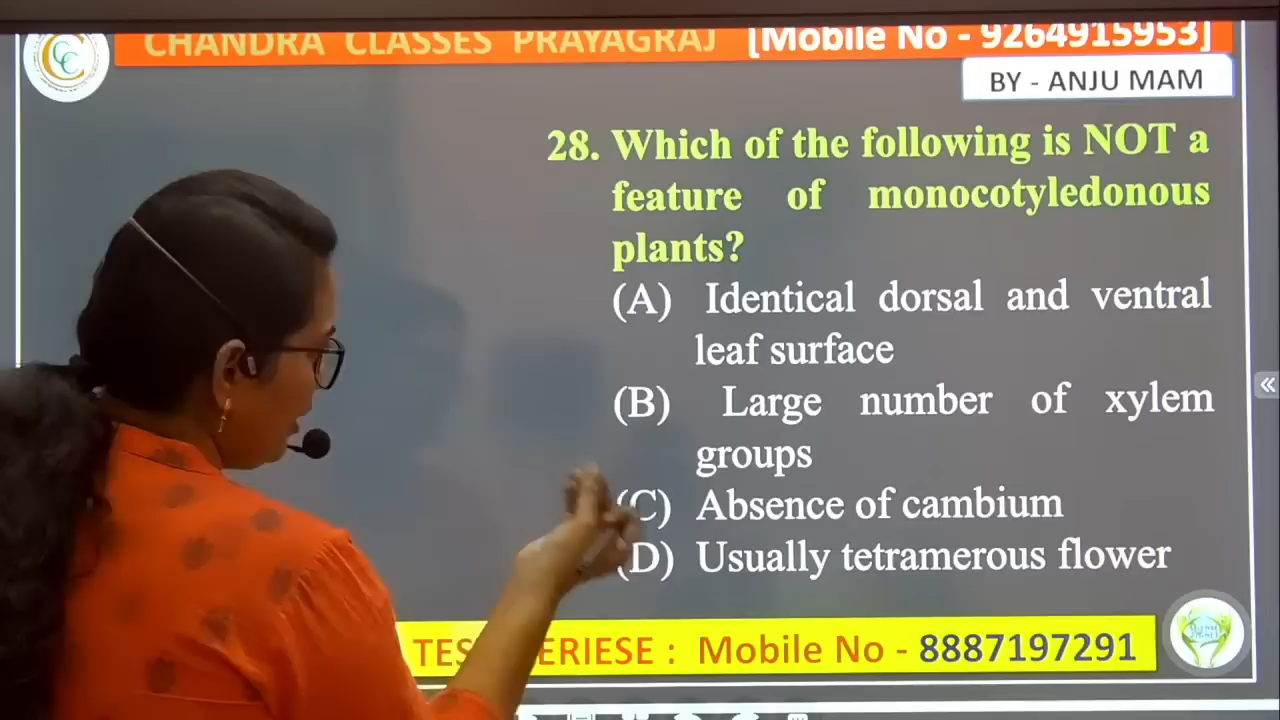 CHANDRA CLASSES PRAYAGRAJ [Mobile No - 9264915953]
CCC
BY - ANJU MAM
28. Which of the following is NOT a
feature of monocotyledonous
plants?
(A) Identical dorsal and ventral
leaf surface
(B) Large number of xylem
groups
(C) Absence of cambium
(D) Usually tetramerous flower
TES ERIESE : Mobile No - 8887197291